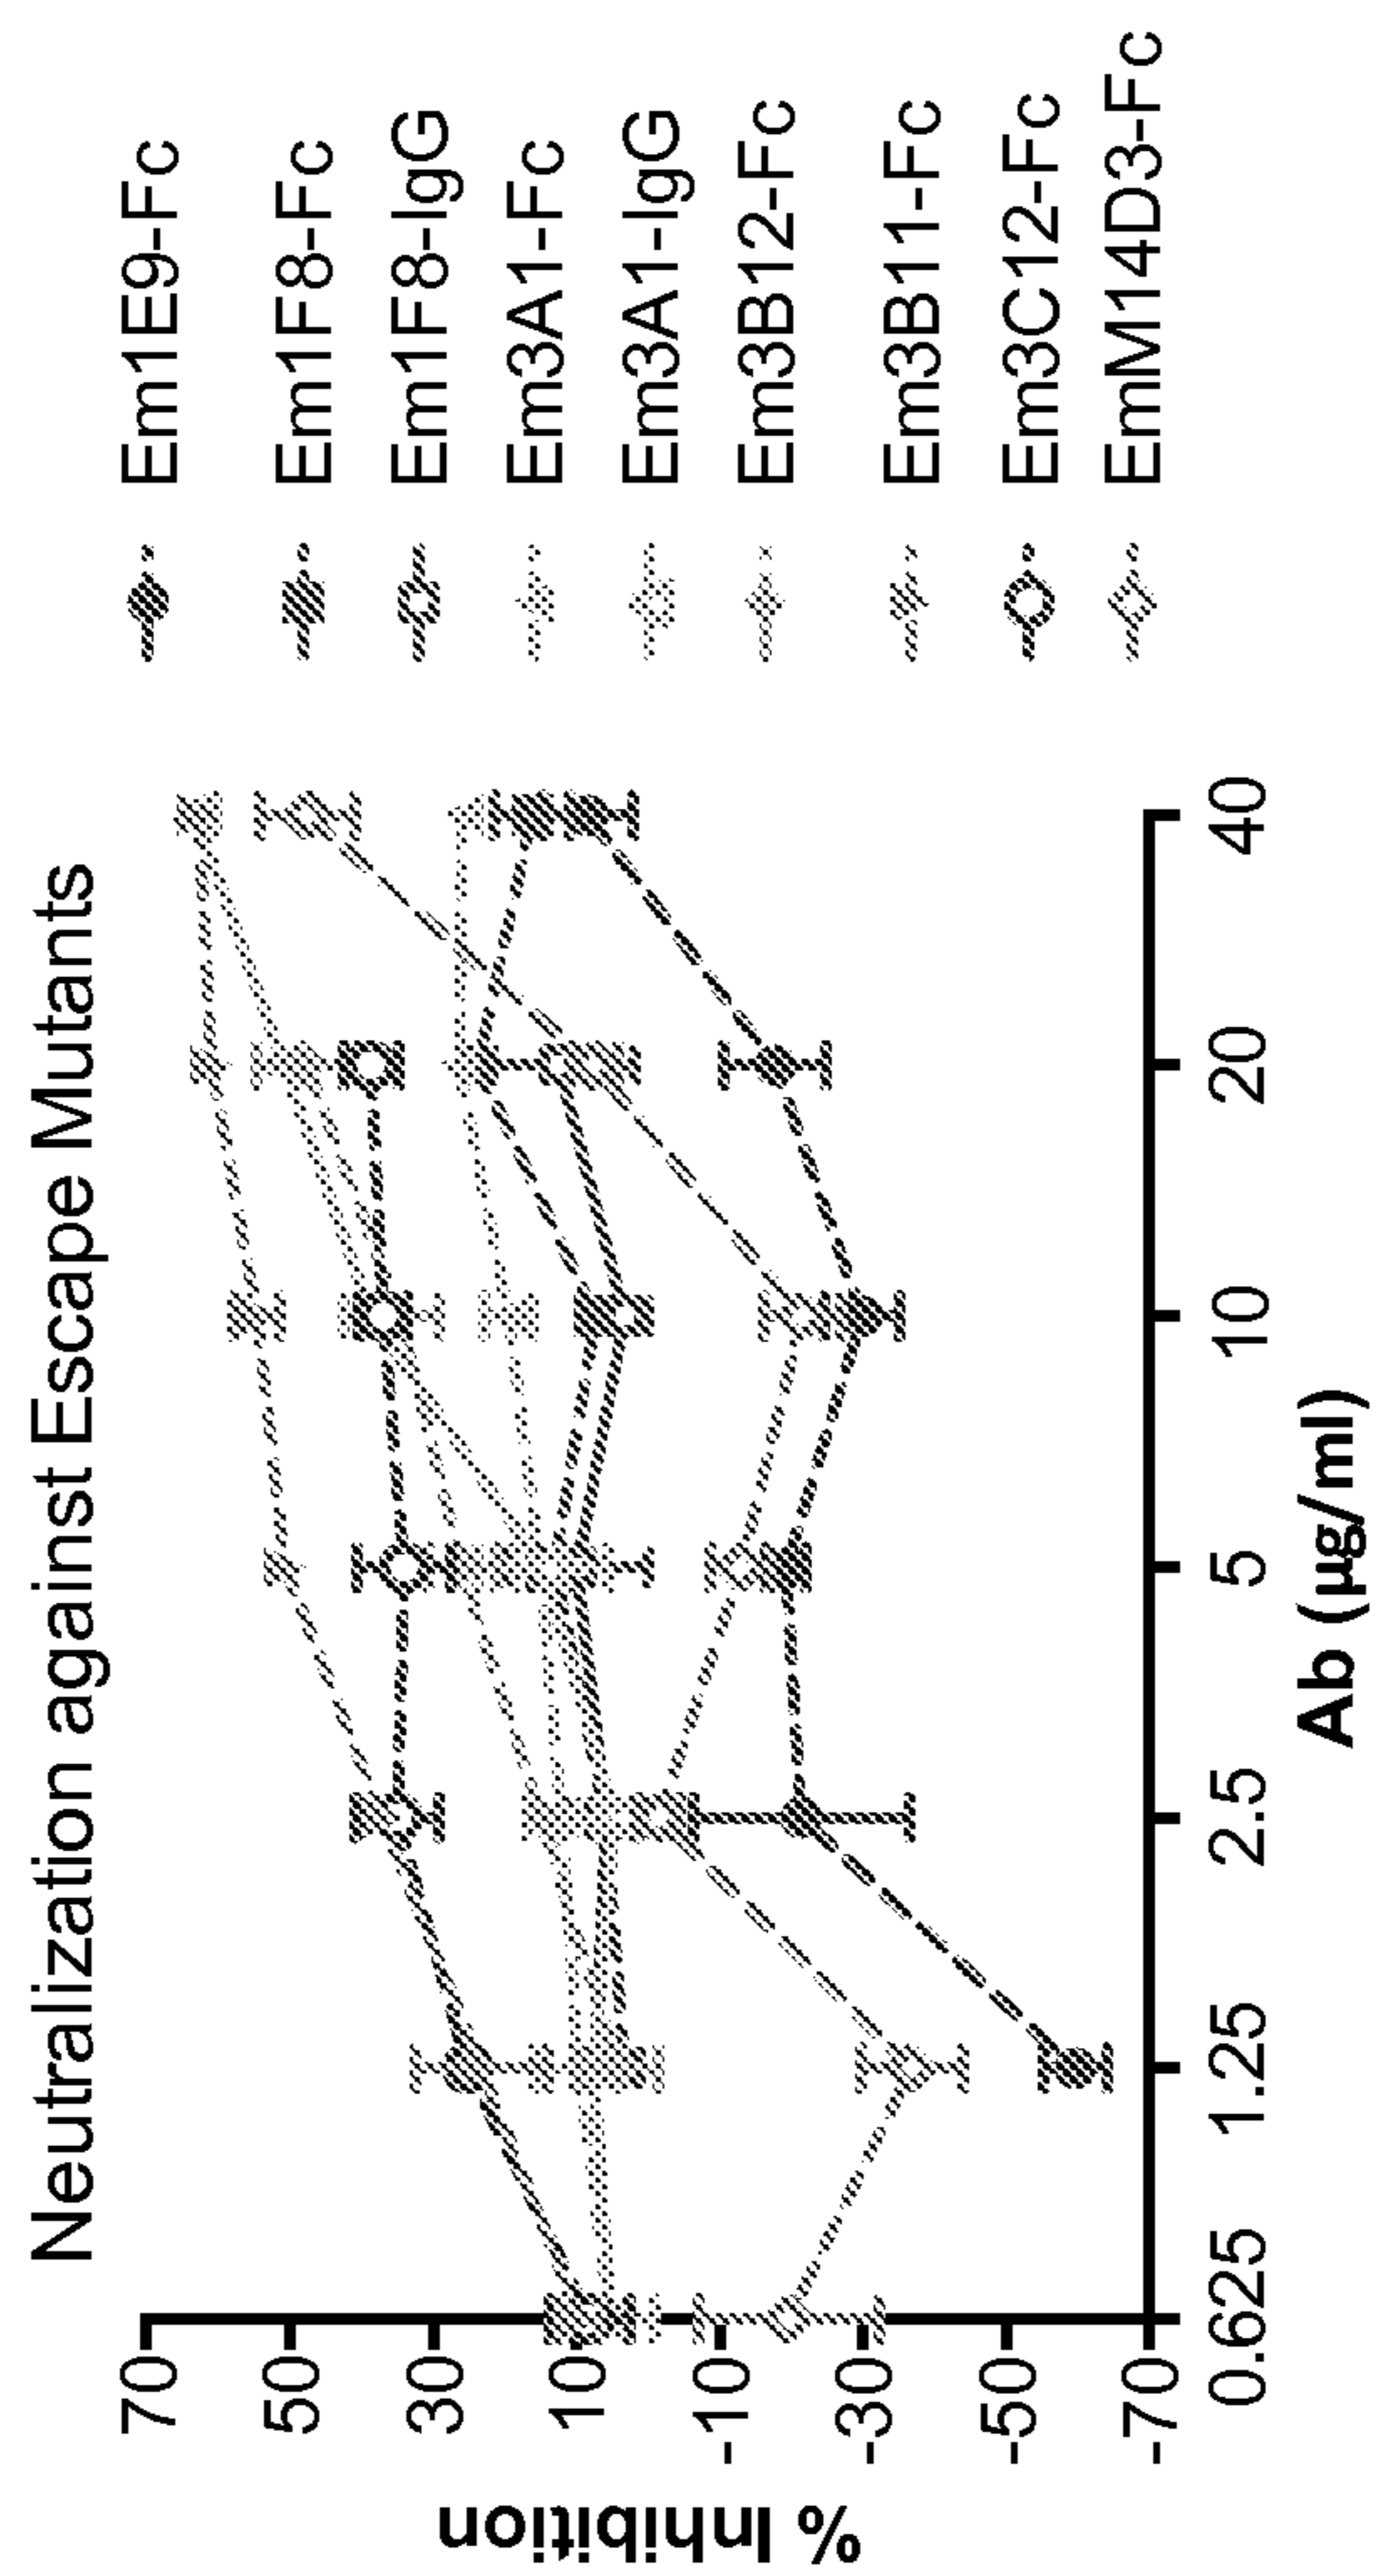 Neutralization against Escape Mutants
% Inhibition
70
50
30
10
-10
-30
-50
-70
0.625
1.25
2.5
5
10
20
40
Ab (µg/ml)
Em1E9-Fc
Em1F8-Fc
Em1F8-IgG
Em3A1-Fc
Em3A1-IgG
Em3B12-Fc
Em3B11-Fc
Em3C12-Fc
EmM14D3-Fc